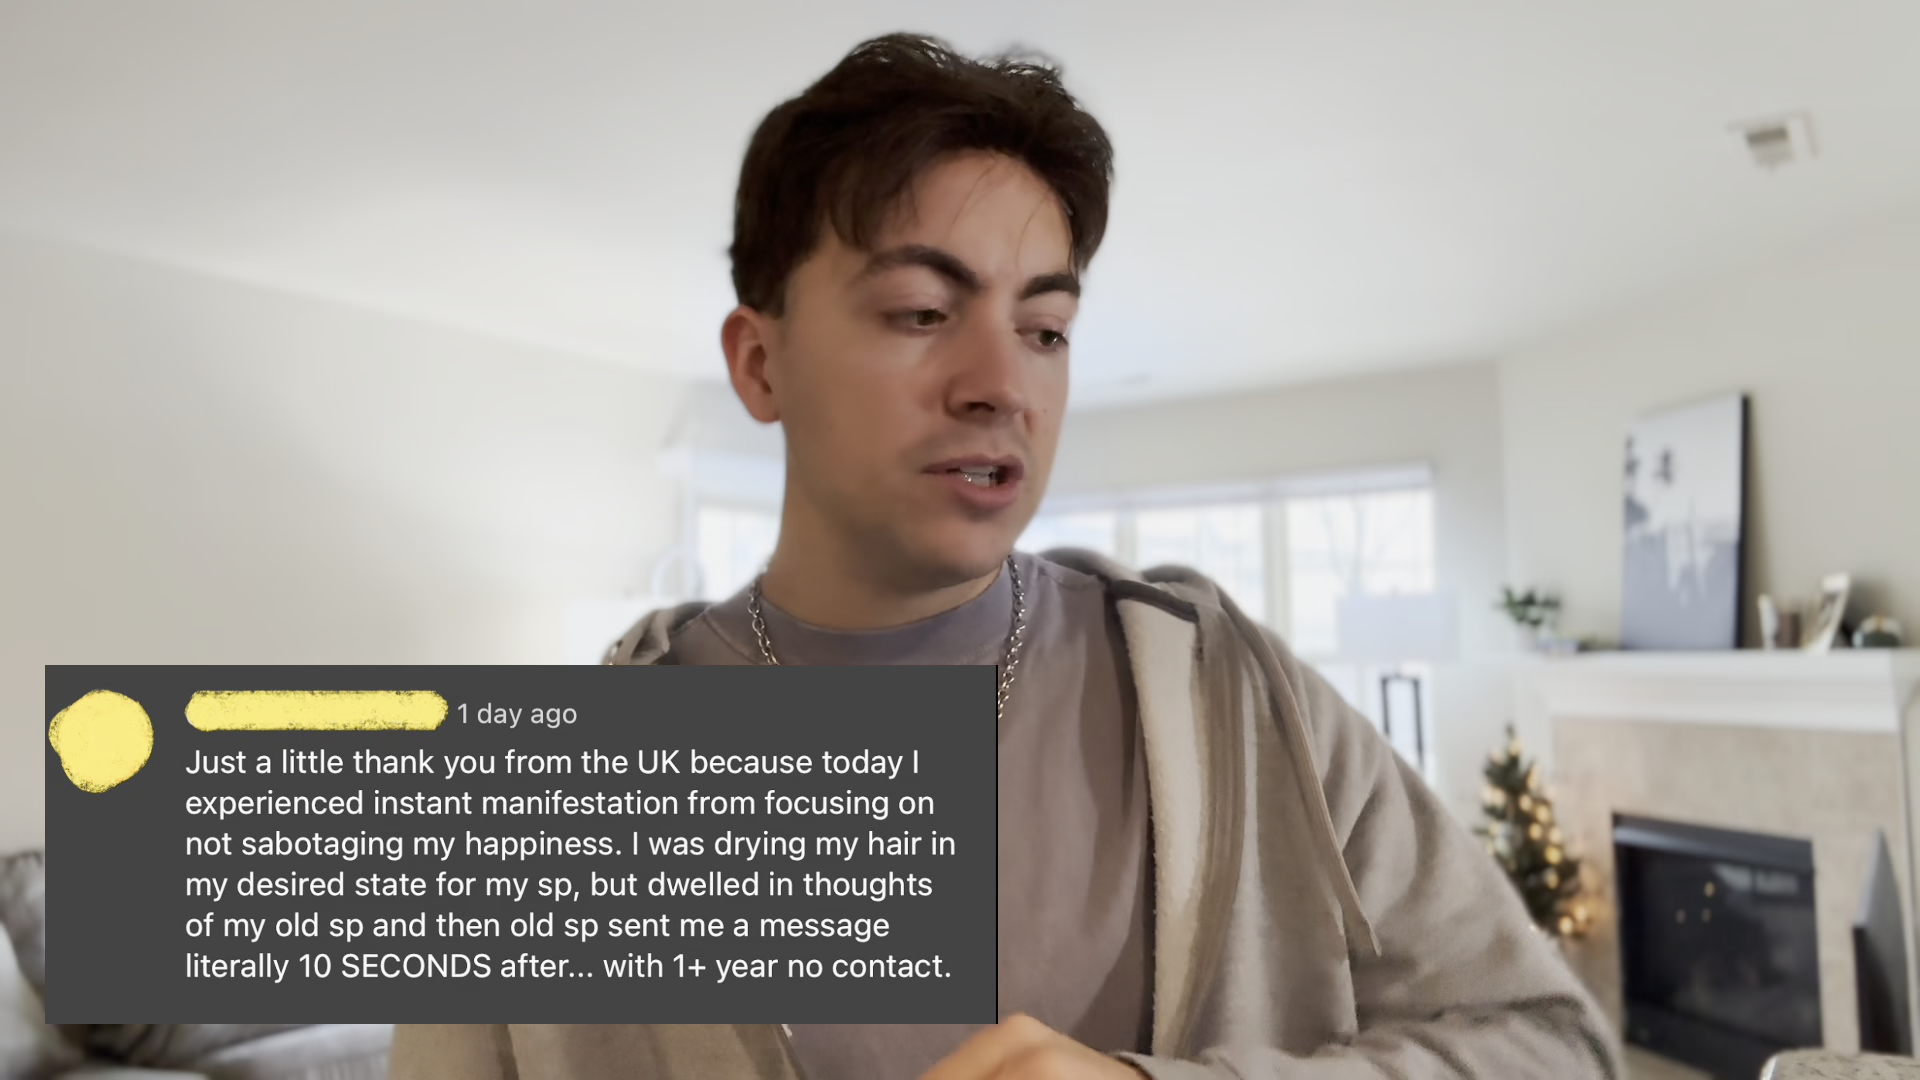 1 day ago
Just a little thank you from the UK because today I
experienced instant manifestation from focusing on
not sabotaging my happiness. I was drying my hair in
my desired state for my sp, but dwelled in thoughts
of my old sp and then old sp sent me a message
literally 10 SECONDS after... with 1+ year no contact.